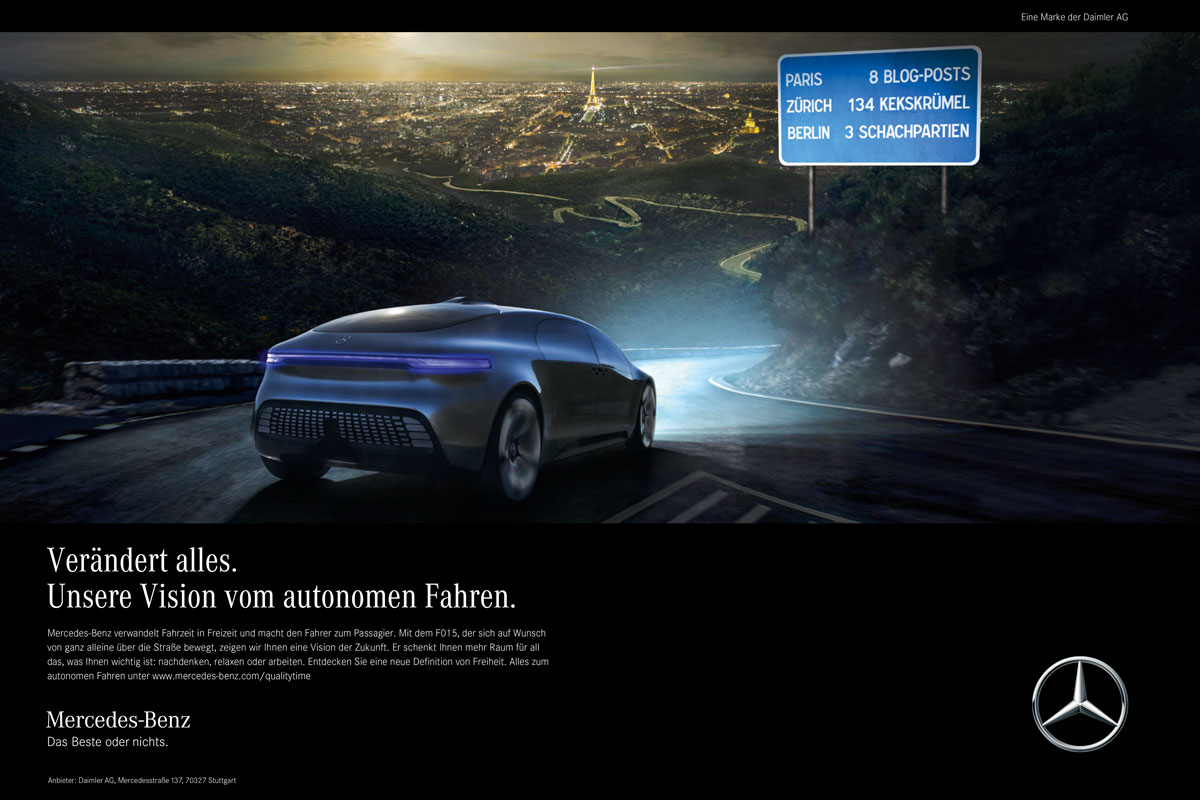 Eine Marke der Daimler AG
PARIS 8 BLOG-POSTS
ZÜRICH 134 KEKSKRÜMEL
BERLIN 3 SCHACHPARTIEN
Verändert alles.
Unsere Vision vom autonomen Fahren.
Mercedes-Benz verwandelt Fahrzeit in Freizeit und macht den Fahrer zum Passagier. Mit dem F015, der sich auf Wunsch
von ganz alleine über die Straße bewegt, zeigen wir Ihnen eine Vision der Zukunft. Er schenkt Ihnen mehr Raum für all
das, was Ihnen wichtig ist: nachdenken, relaxen oder arbeiten. Entdecken Sie eine neue Definition von Freiheit. Alles zum
autonomen Fahren unter www.mercedes-benz.com/qualitytime
Mercedes-Benz
Das Beste oder nichts.
Anbieter: Daimler AG, Mercedesstraße 137, 70327 Stuttgart